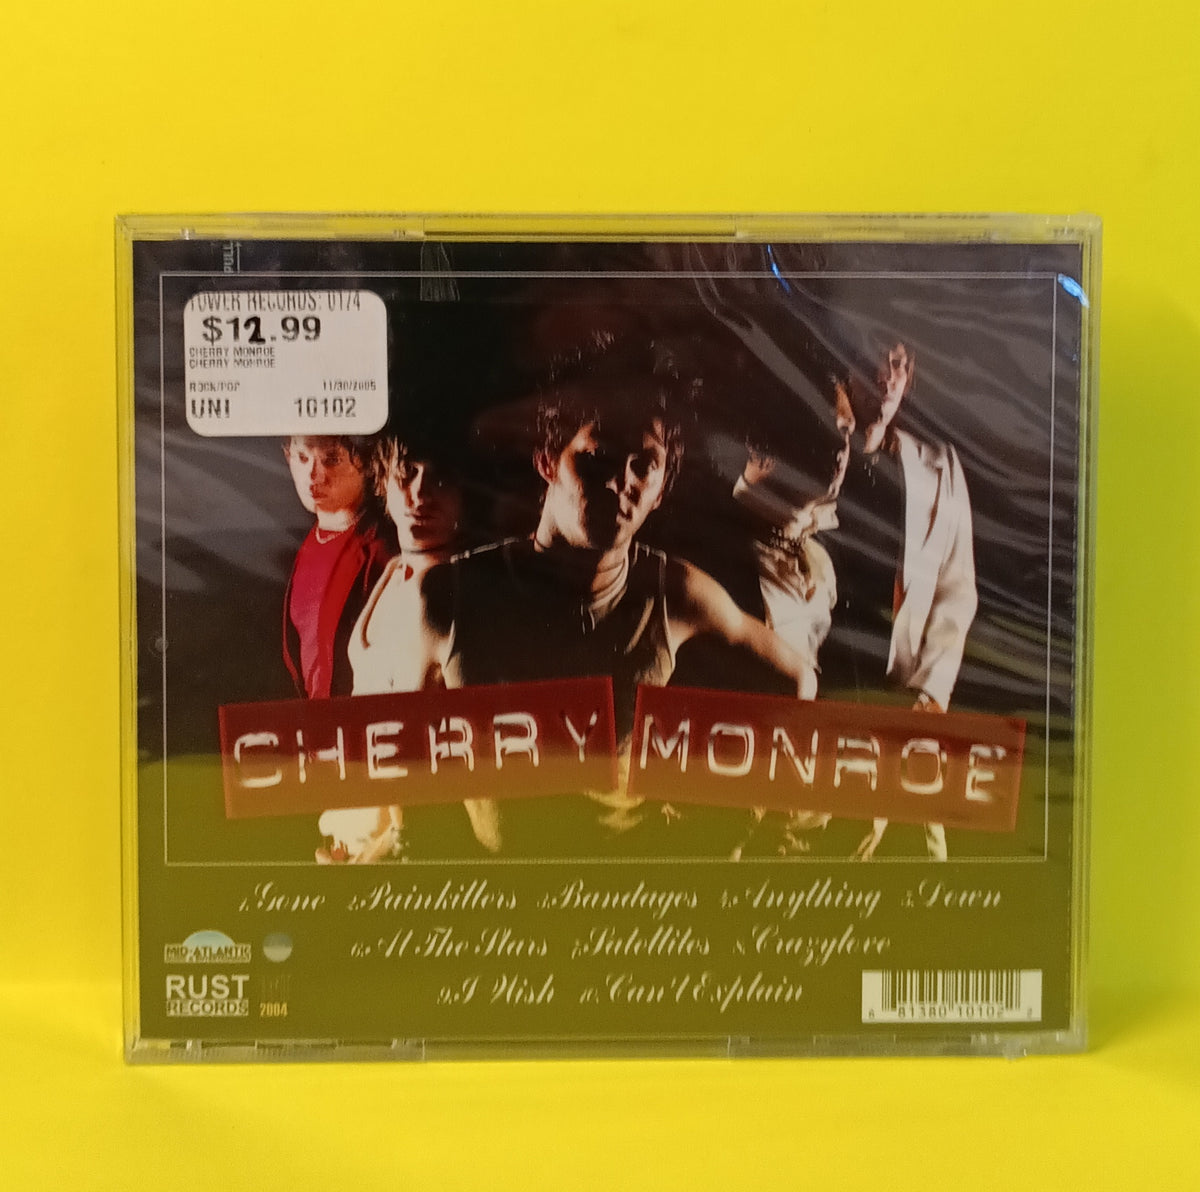 PULL
TOWER RECORDS: 0174
$12.99
CHERRY MONROE
CHERRY MONROE
ROCK/POP 11/30/2005
UNI 10102
CHERRY MONROE
1.Gone 2.Painkillers 3.Bandages 4.Anything 5.Down
6.At The Stars 7.Satellites 8.Crazylove
9.I Wish 10.Can't Explain
MID-ATLANTIC
RUST
RECORDS
2004
6 81380 10102 2